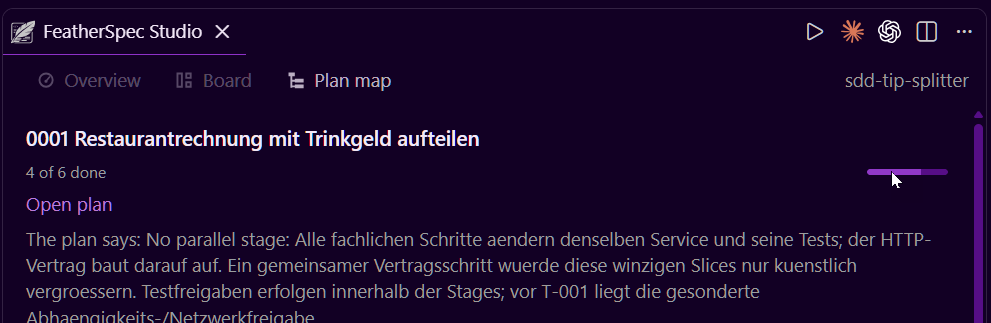 FeatherSpec Studio
Overview Board Plan map sdd-tip-splitter
0001 Restaurantrechnung mit Trinkgeld aufteilen
4 of 6 done
Open plan
The plan says: No parallel stage: Alle fachlichen Schritte aendern denselben Service und seine Tests; der HTTP-
Vertrag baut darauf auf. Ein gemeinsamer Vertragsschritt wuerde diese winzigen Slices nur kuenstlich
vergroessern. Testfreigaben erfolgen innerhalb der Stages; vor T-001 liegt die gesonderte
Abhaengigkeits-/Netzwerkfreigabe